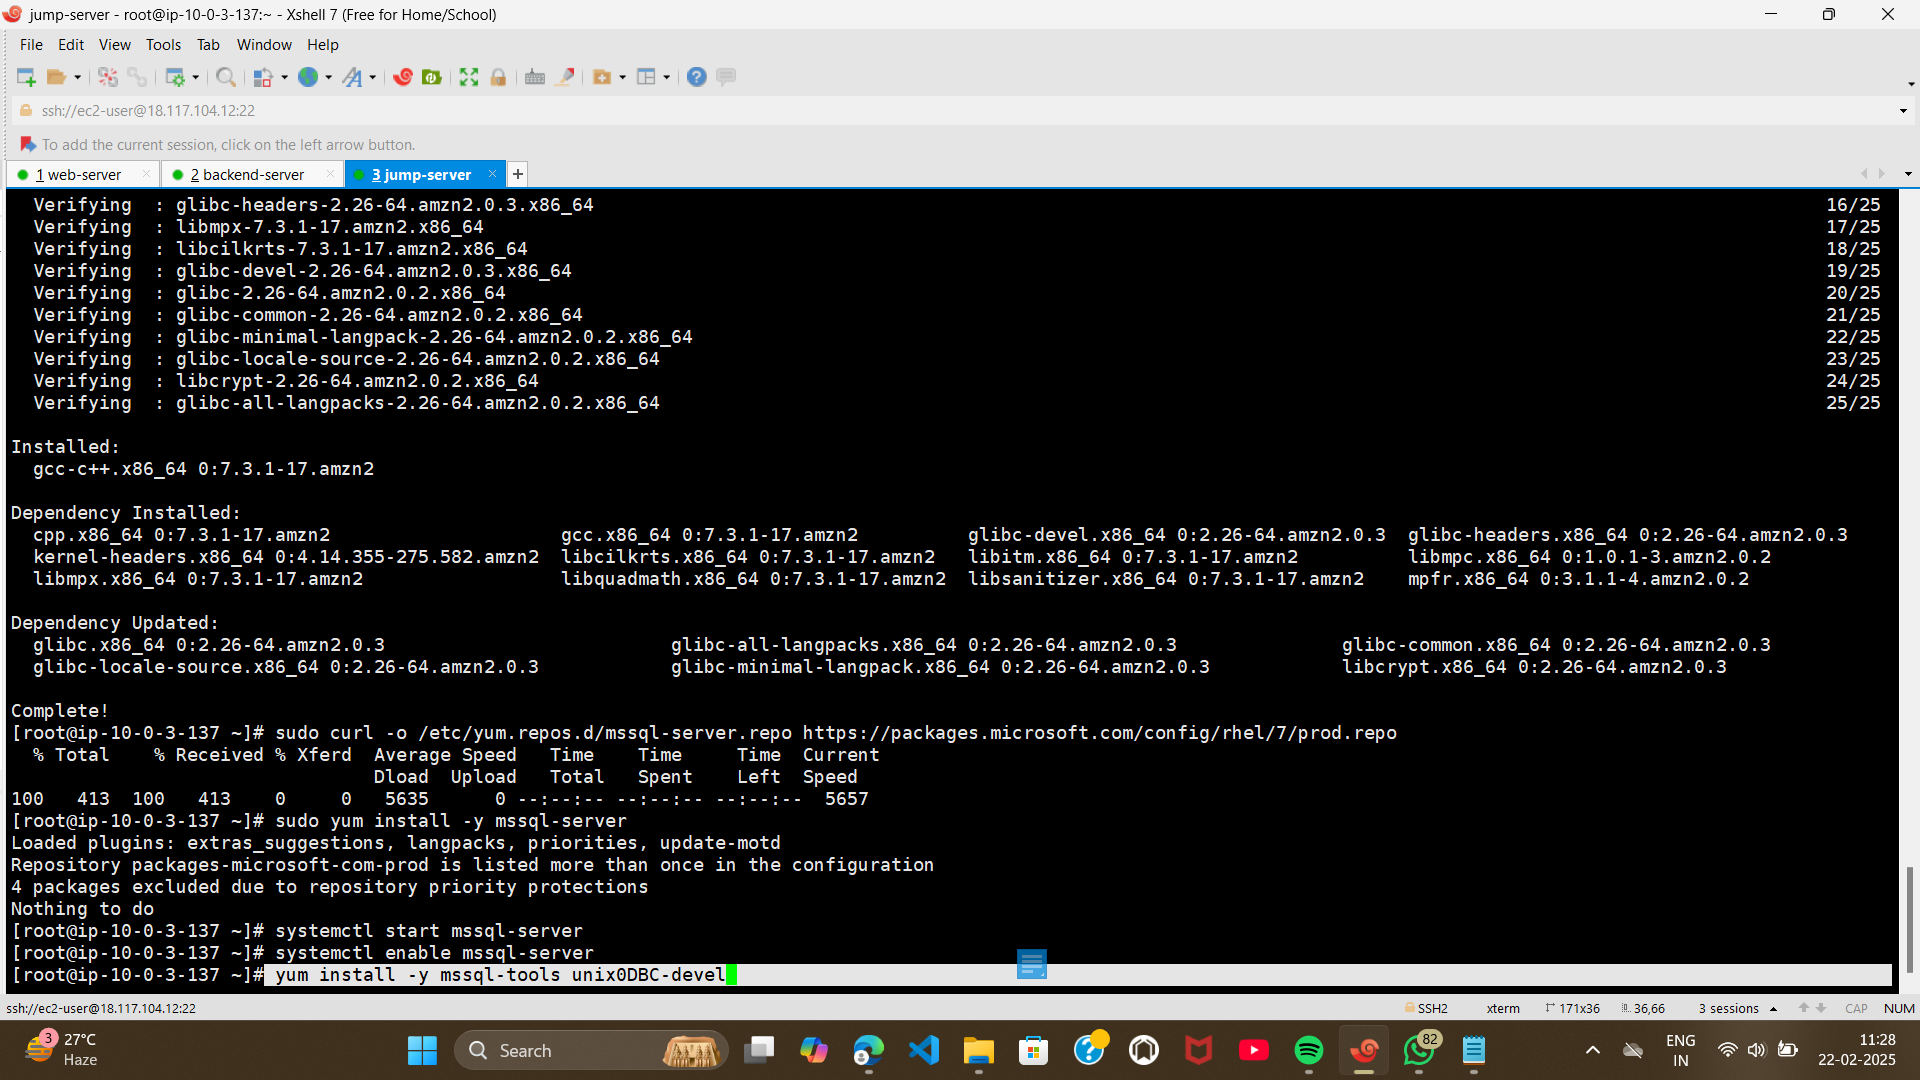 jump-server - root@ip-10-0-3-137:~ - Xshell 7 (Free for Home/School)
File Edit View Tools Tab Window Help
ssh://ec2-user@18.117.104.12:22
To add the current session, click on the left arrow button.
1 web-server 2 backend-server 3 jump-server
Verifying : glibc-headers-2.26-64.amzn2.0.3.x86_64 16/25
Verifying : libmpx-7.3.1-17.amzn2.x86_64 17/25
Verifying : libcilkrts-7.3.1-17.amzn2.x86_64 18/25
Verifying : glibc-devel-2.26-64.amzn2.0.3.x86_64 19/25
Verifying : glibc-2.26-64.amzn2.0.2.x86_64 20/25
Verifying : glibc-common-2.26-64.amzn2.0.2.x86_64 21/25
Verifying : glibc-minimal-langpack-2.26-64.amzn2.0.2.x86_64 22/25
Verifying : glibc-locale-source-2.26-64.amzn2.0.2.x86_64 23/25
Verifying : libcrypt-2.26-64.amzn2.0.2.x86_64 24/25
Verifying : glibc-all-langpacks-2.26-64.amzn2.0.2.x86_64 25/25
Installed:
gcc-c++.x86_64 0:7.3.1-17.amzn2
Dependency Installed:
cpp.x86_64 0:7.3.1-17.amzn2 gcc.x86_64 0:7.3.1-17.amzn2 glibc-devel.x86_64 0:2.26-64.amzn2.0.3 glibc-headers.x86_64 0:2.26-64.amzn2.0.3
kernel-headers.x86_64 0:4.14.355-275.582.amzn2 libcilkrts.x86_64 0:7.3.1-17.amzn2 libitm.x86_64 0:7.3.1-17.amzn2 libmpc.x86_64 0:1.0.1-3.amzn2.0.2
libmpx.x86_64 0:7.3.1-17.amzn2 libquadmath.x86_64 0:7.3.1-17.amzn2 libsanitizer.x86_64 0:7.3.1-17.amzn2 mpfr.x86_64 0:3.1.1-4.amzn2.0.2
Dependency Updated:
glibc.x86_64 0:2.26-64.amzn2.0.3 glibc-all-langpacks.x86_64 0:2.26-64.amzn2.0.3 glibc-common.x86_64 0:2.26-64.amzn2.0.3
glibc-locale-source.x86_64 0:2.26-64.amzn2.0.3 glibc-minimal-langpack.x86_64 0:2.26-64.amzn2.0.3 libcrypt.x86_64 0:2.26-64.amzn2.0.3
Complete!
[root@ip-10-0-3-137 ~]# sudo curl -o /etc/yum.repos.d/mssql-server.repo https://packages.microsoft.com/config/rhel/7/prod.repo
% Total % Received % Xferd Average Speed Time Time Time Current
Dload Upload Total Spent Left Speed
100 413 100 413 0 0 5635 0 --:--:-- --:--:-- --:--:-- 5657
[root@ip-10-0-3-137 ~]# sudo yum install -y mssql-server
Loaded plugins: extras_suggestions, langpacks, priorities, update-motd
Repository packages-microsoft-com-prod is listed more than once in the configuration
4 packages excluded due to repository priority protections
Nothing to do
[root@ip-10-0-3-137 ~]# systemctl start mssql-server
[root@ip-10-0-3-137 ~]# systemctl enable mssql-server
[root@ip-10-0-3-137 ~]# yum install -y mssql-tools unix0DBC-devel
ssh://ec2-user@18.117.104.12:22 SSH2 xterm 171x36 36,66 3 sessions CAP NUM
3 27°C
Haze
Search
82
ENG
IN
11:28
22-02-2025